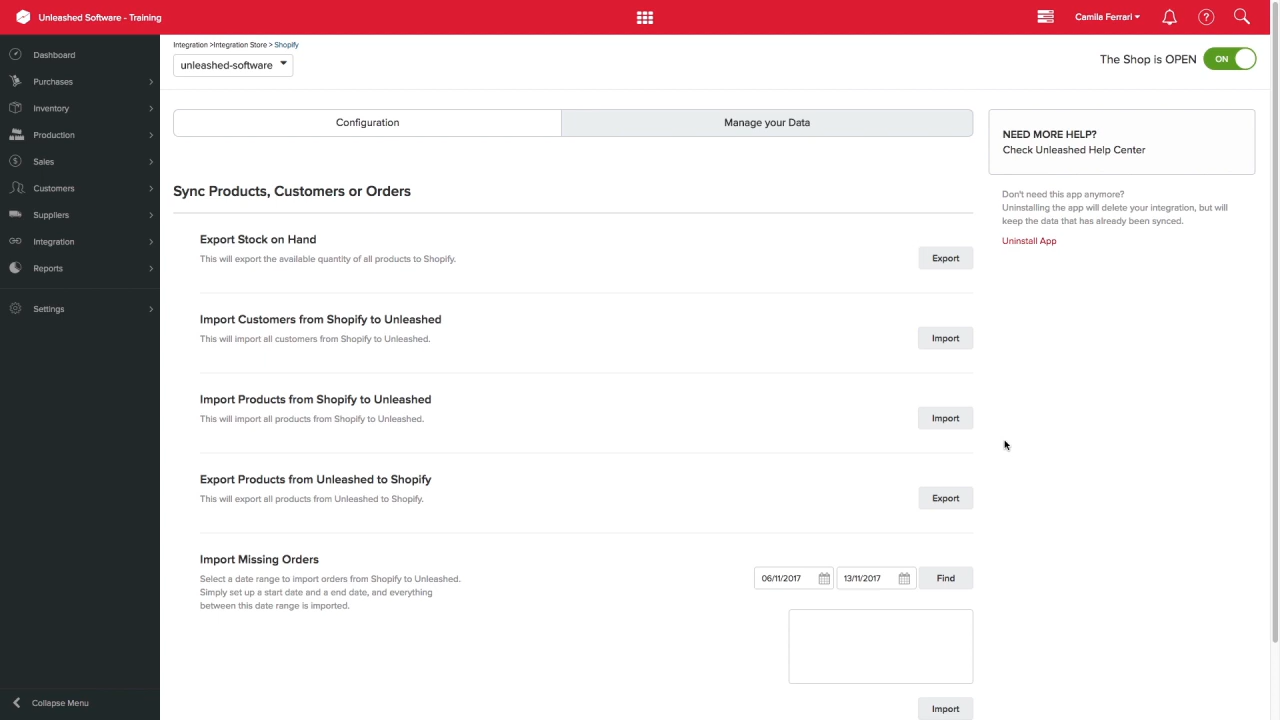 Unleashed Software - Training
Camila Ferrari
Dashboard
Purchases
Inventory
Production
Sales
Customers
Suppliers
Integration
Reports
Settings
Collapse Menu
Integration >Integration Store > Shopify
unleashed-software
The Shop is OPEN
ON
Configuration
Manage your Data
Sync Products, Customers or Orders
Export Stock on Hand
This will export the available quantity of all products to Shopify.
Export
Import Customers from Shopify to Unleashed
This will import all customers from Shopify to Unleashed.
Import
Import Products from Shopify to Unleashed
This will import all products from Shopify to Unleashed.
Import
Export Products from Unleashed to Shopify
This will export all products from Unleashed to Shopify.
Export
Import Missing Orders
Select a date range to import orders from Shopify to Unleashed.
Simply set up a start date and a end date, and everything
between this date range is imported.
06/11/2017
13/11/2017
Find
Import
NEED MORE HELP?
Check Unleashed Help Center
Don't need this app anymore?
Uninstalling the app will delete your integration, but will
keep the data that has already been synced.
Uninstall App